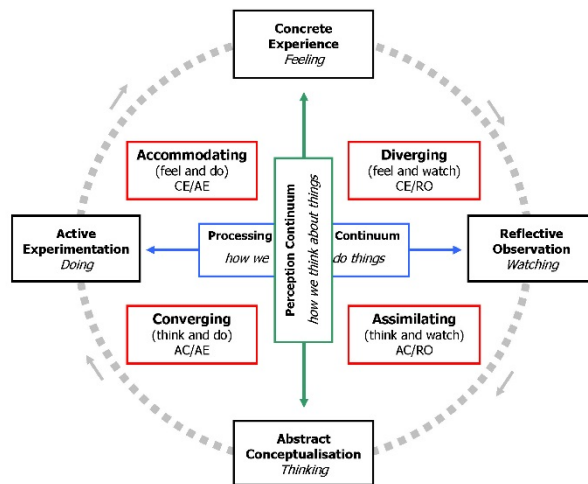 Concrete
Experience
Feeling
Accommodating
(feel and do)
CE/AE
Diverging
(feel and watch)
CE/RO
Active
Experimentation
Doing
Processing
Continuum
how we
do things
Perception Continuum
how we think about things
Reflective
Observation
Watching
Converging
(think and do)
AC/AE
Assimilating
(think and watch)
AC/RO
Abstract
Conceptualisation
Thinking